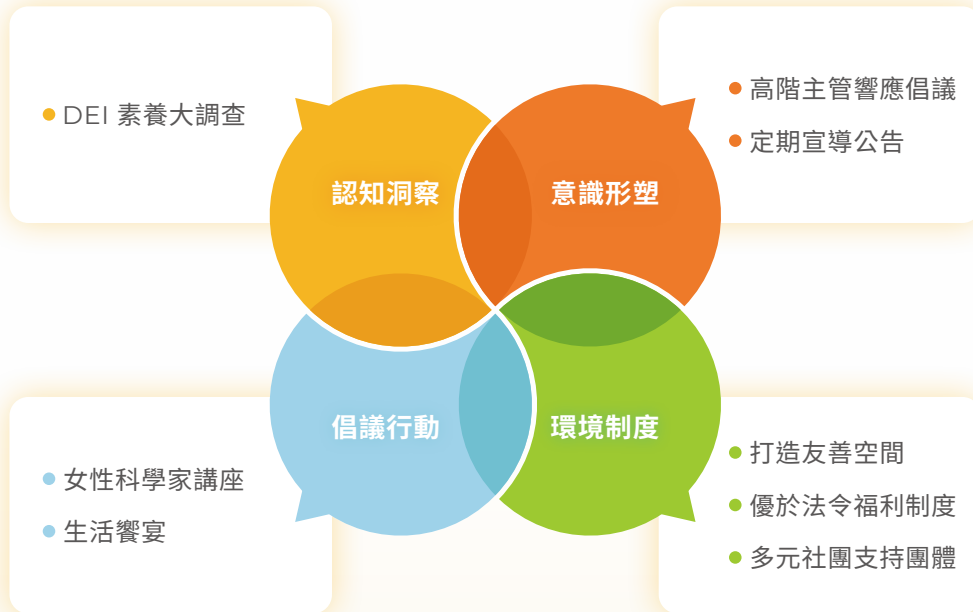 DEI 素養大調查
高階主管響應倡議
定期宣導公告
認知洞察
意識形塑
倡議行動
環境制度
女性科學家講座
生活饗宴
打造友善空間
優於法令福利制度
多元社團支持團體